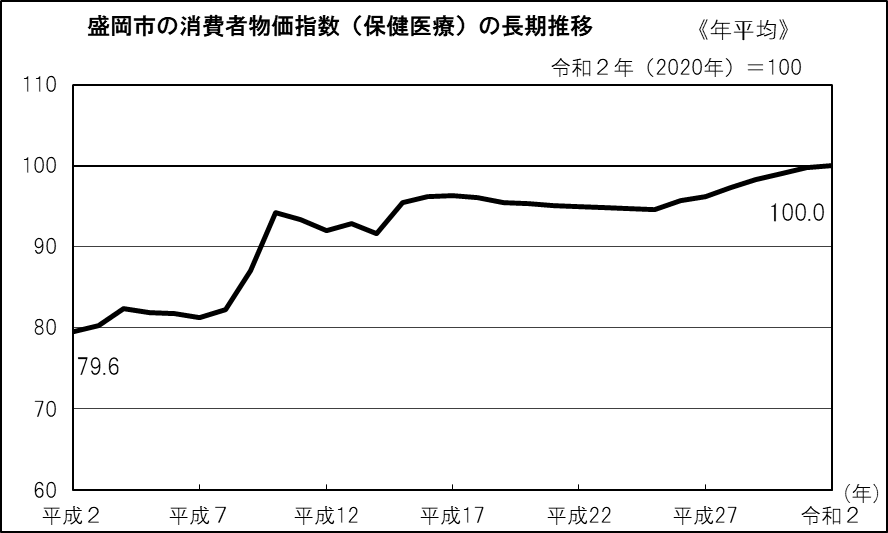 盛岡市の消費者物価指数（保健医療）の長期推移
《年平均》
令和２年（2020年）＝100
110
100
90
80
70
60
79.6
100.0
平成２
平成７
平成12
平成17
平成22
平成27
令和２
（年）